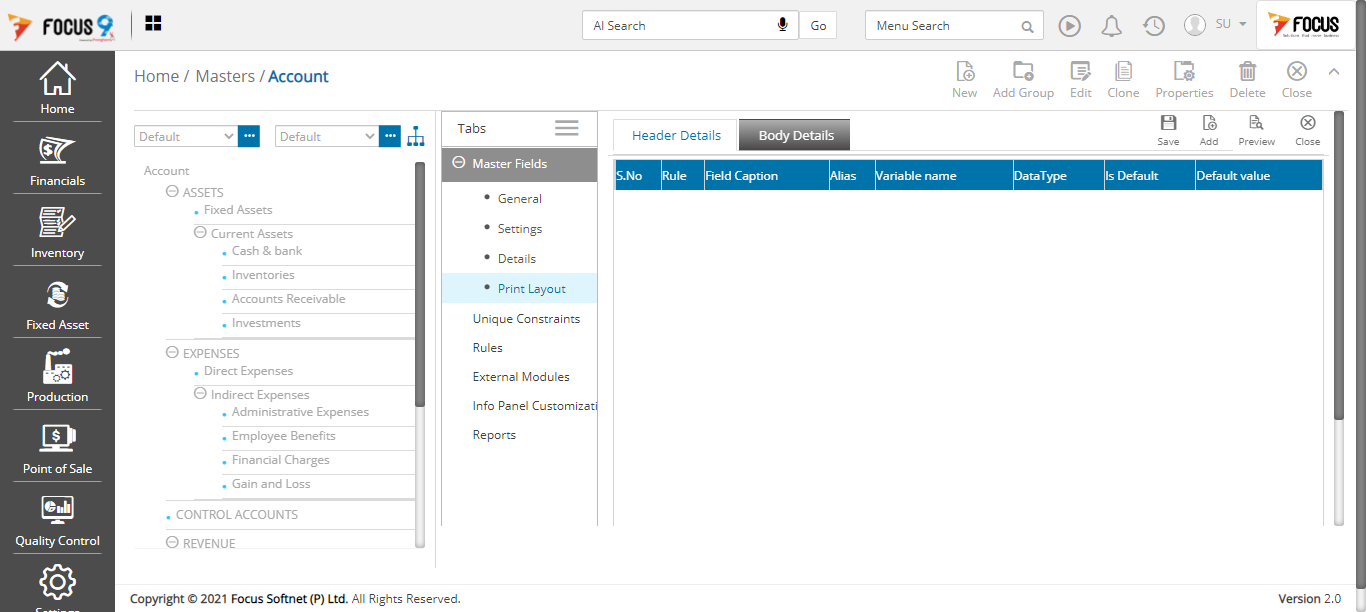 FOCUS 9
AI Search
Go
Menu Search
SU
FOCUS
Home
Financials
Inventory
Fixed Asset
Production
Point of Sale
Quality Control
Settings
Home / Masters / Account
New
Add Group
Edit
Clone
Properties
Delete
Close
Default
Default
Account
ASSETS
Fixed Assets
Current Assets
Cash & bank
Inventories
Accounts Receivable
Investments
EXPENSES
Direct Expenses
Indirect Expenses
Administrative Expenses
Employee Benefits
Financial Charges
Gain and Loss
CONTROL ACCOUNTS
REVENUE
Tabs
Master Fields
General
Settings
Details
Print Layout
Unique Constraints
Rules
External Modules
Info Panel Customizati
Reports
Header Details
Body Details
Save
Add
Preview
Close
S.No Rule Field Caption Alias Variable name DataType Is Default Default value
Copyright © 2021 Focus Softnet (P) Ltd. All Rights Reserved.
Version 2.0